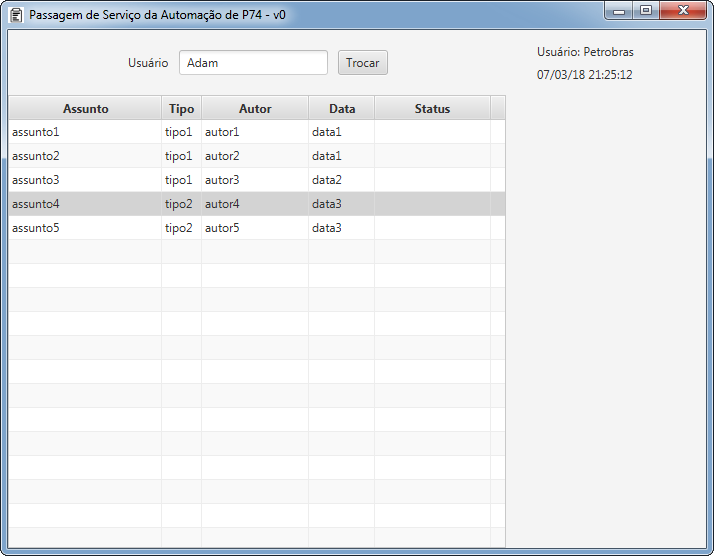 Passagem de Serviço da Automação de P74 - v0
Usuário Adam Trocar
Usuário: Petrobras
07/03/18 21:25:12
Assunto Tipo Autor Data Status
assunto1 tipo1 autor1 data1
assunto2 tipo1 autor2 data1
assunto3 tipo1 autor3 data2
assunto4 tipo2 autor4 data3
assunto5 tipo2 autor5 data3